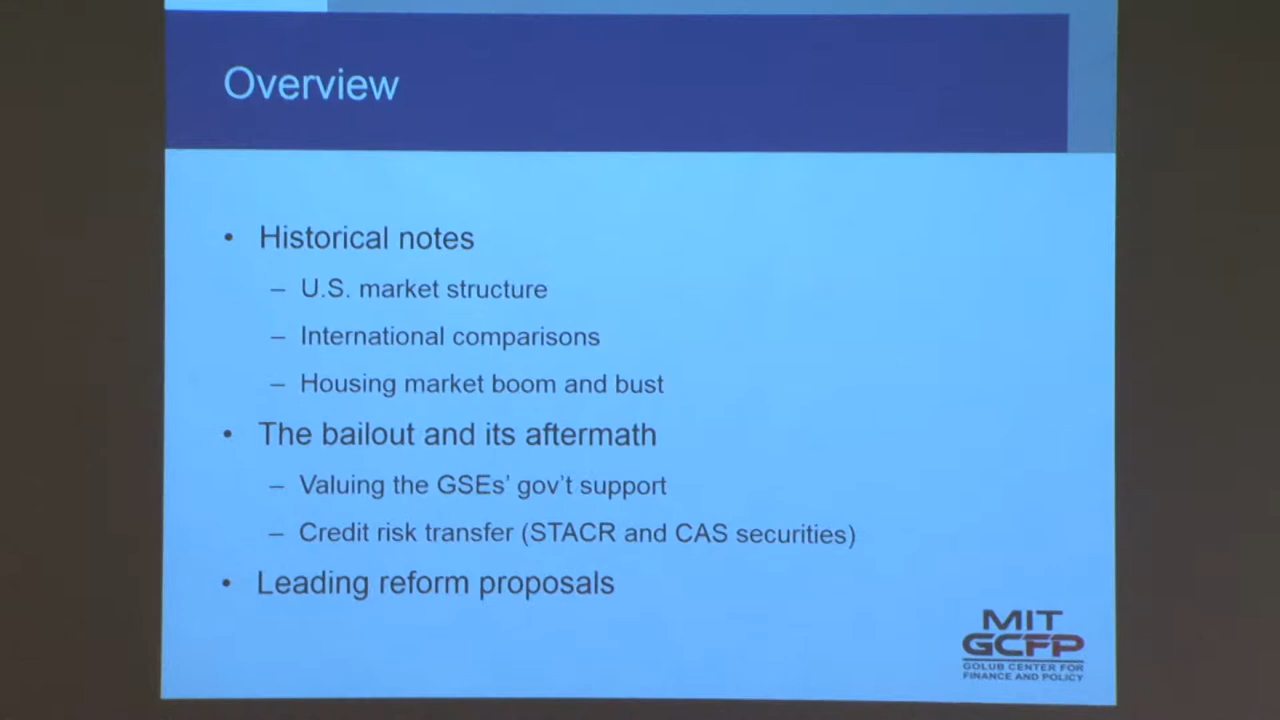 Overview
• Historical notes
– U.S. market structure
– International comparisons
– Housing market boom and bust
• The bailout and its aftermath
– Valuing the GSEs' gov't support
– Credit risk transfer (STACR and CAS securities)
• Leading reform proposals
MIT
GCFP
GOLUB CENTER FOR
FINANCE AND POLICY